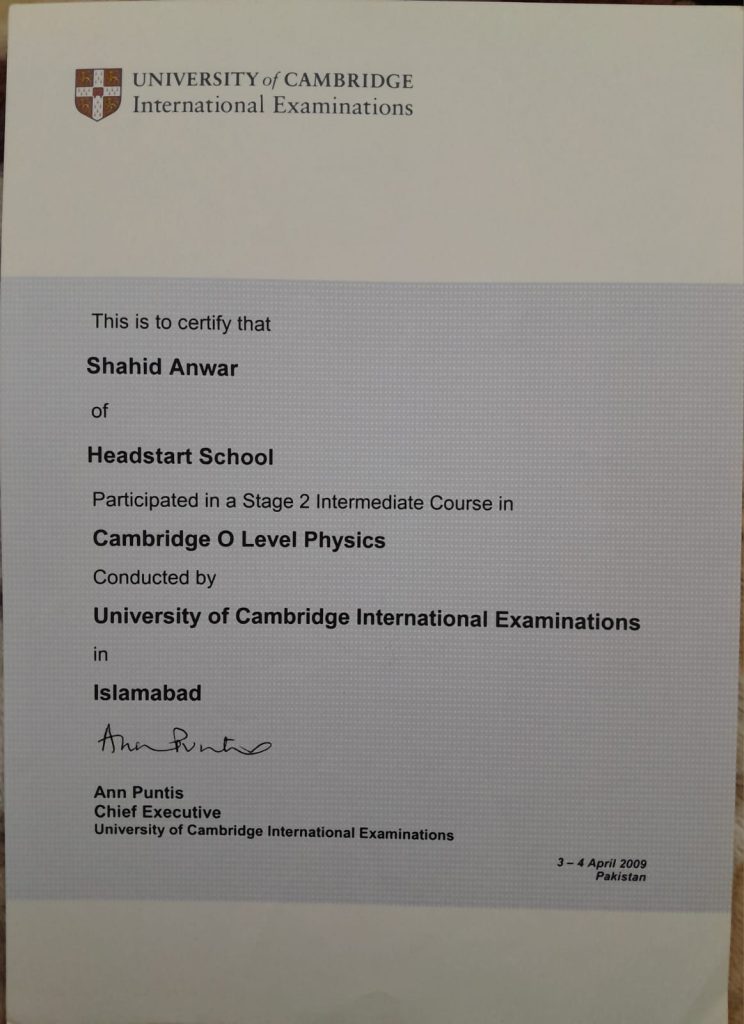 UNIVERSITY of CAMBRIDGE
International Examinations
This is to certify that
Shahid Anwar
of
Headstart School
Participated in a Stage 2 Intermediate Course in
Cambridge O Level Physics
Conducted by
University of Cambridge International Examinations
in
Islamabad
Ann Puntis
Ann Puntis
Chief Executive
University of Cambridge International Examinations
3 – 4 April 2009
Pakistan